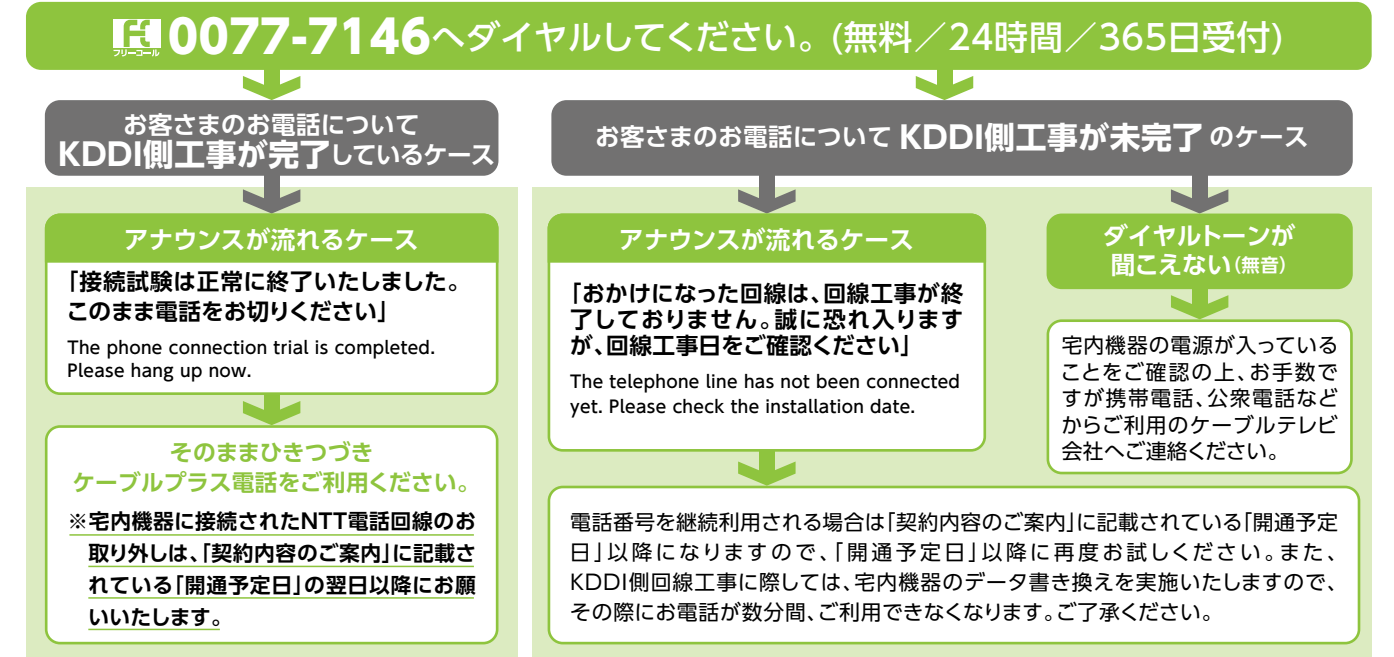 フリーコール 0077-7146へダイヤルしてください。(無料／24時間／365日受付)
お客さまのお電話について
KDDI側工事が完了しているケース
アナウンスが流れるケース
「接続試験は正常に終了いたしました。
このまま電話をお切りください」
The phone connection trial is completed.
Please hang up now.
そのままひきつづき
ケーブルプラス電話をご利用ください。
※宅内機器に接続されたNTT電話回線のお
取り外しは、「契約内容のご案内」に記載さ
れている「開通予定日」の翌日以降にお願
いいたします。
お客さまのお電話について KDDI側工事が未完了 のケース
アナウンスが流れるケース
「おかけになった回線は、回線工事が終
了しておりません。誠に恐れ入ります
が、回線工事日をご確認ください」
The telephone line has not been connected
yet. Please check the installation date.
ダイヤルトーンが
聞こえない(無音)
宅内機器の電源が入っている
ことをご確認の上、お手数で
すが携帯電話、公衆電話など
からご利用のケーブルテレビ
会社へご連絡ください。
電話番号を継続利用される場合は「契約内容のご案内」に記載されている「開通予定
日」以降になりますので、「開通予定日」以降に再度お試しください。また、
KDDI側回線工事に際しては、宅内機器のデータ書き換えを実施いたしますので、
その際にお電話が数分間、ご利用できなくなります。ご了承ください。